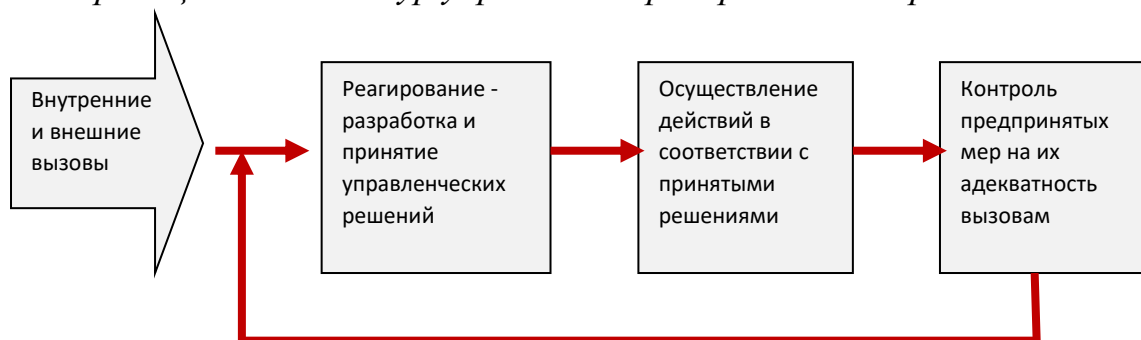 Внутренние
и внешние
вызовы
Реагирование -
разработка и
принятие
управленческих
решений
Осуществление
действий в
соответствии с
принятыми
решениями
Контроль
предпринятых
мер на их
адекватность
вызовам